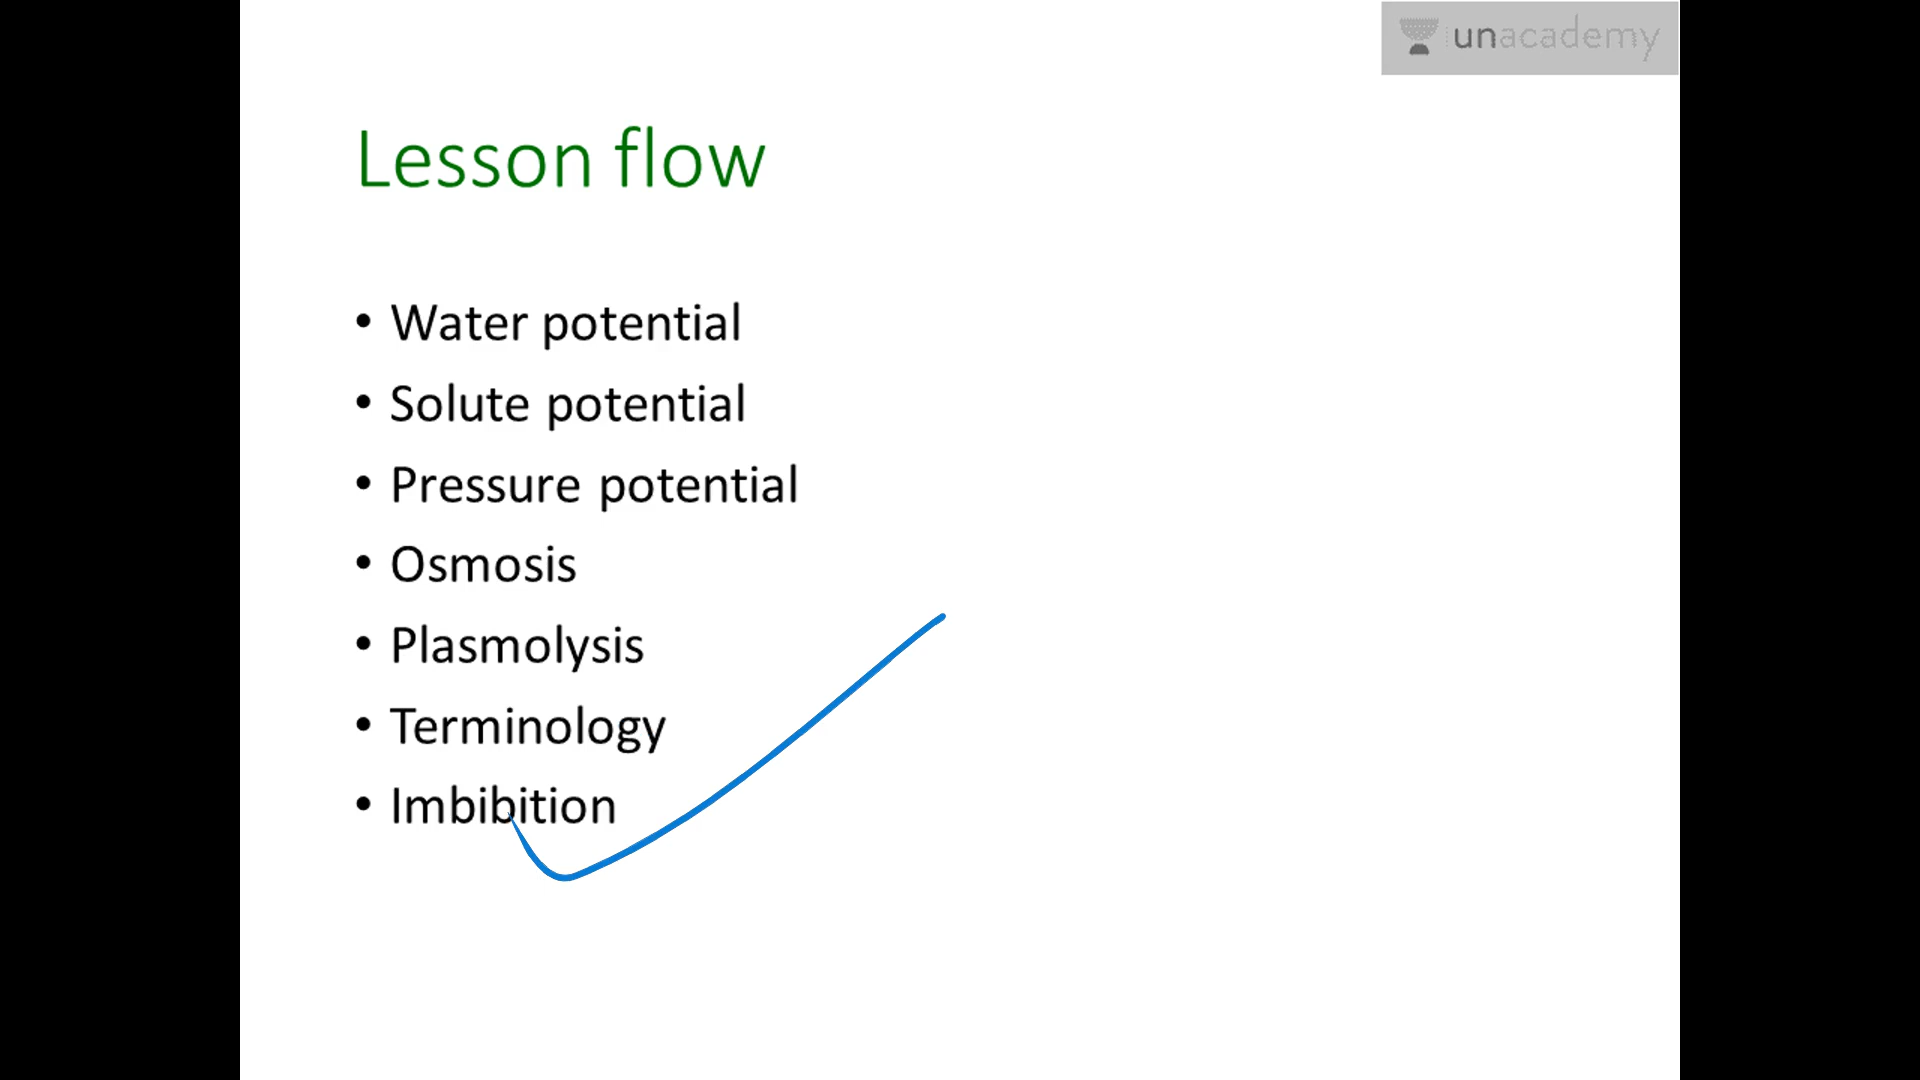 unacademy
Lesson flow
• Water potential
• Solute potential
• Pressure potential
• Osmosis
• Plasmolysis
• Terminology
• Imbibition